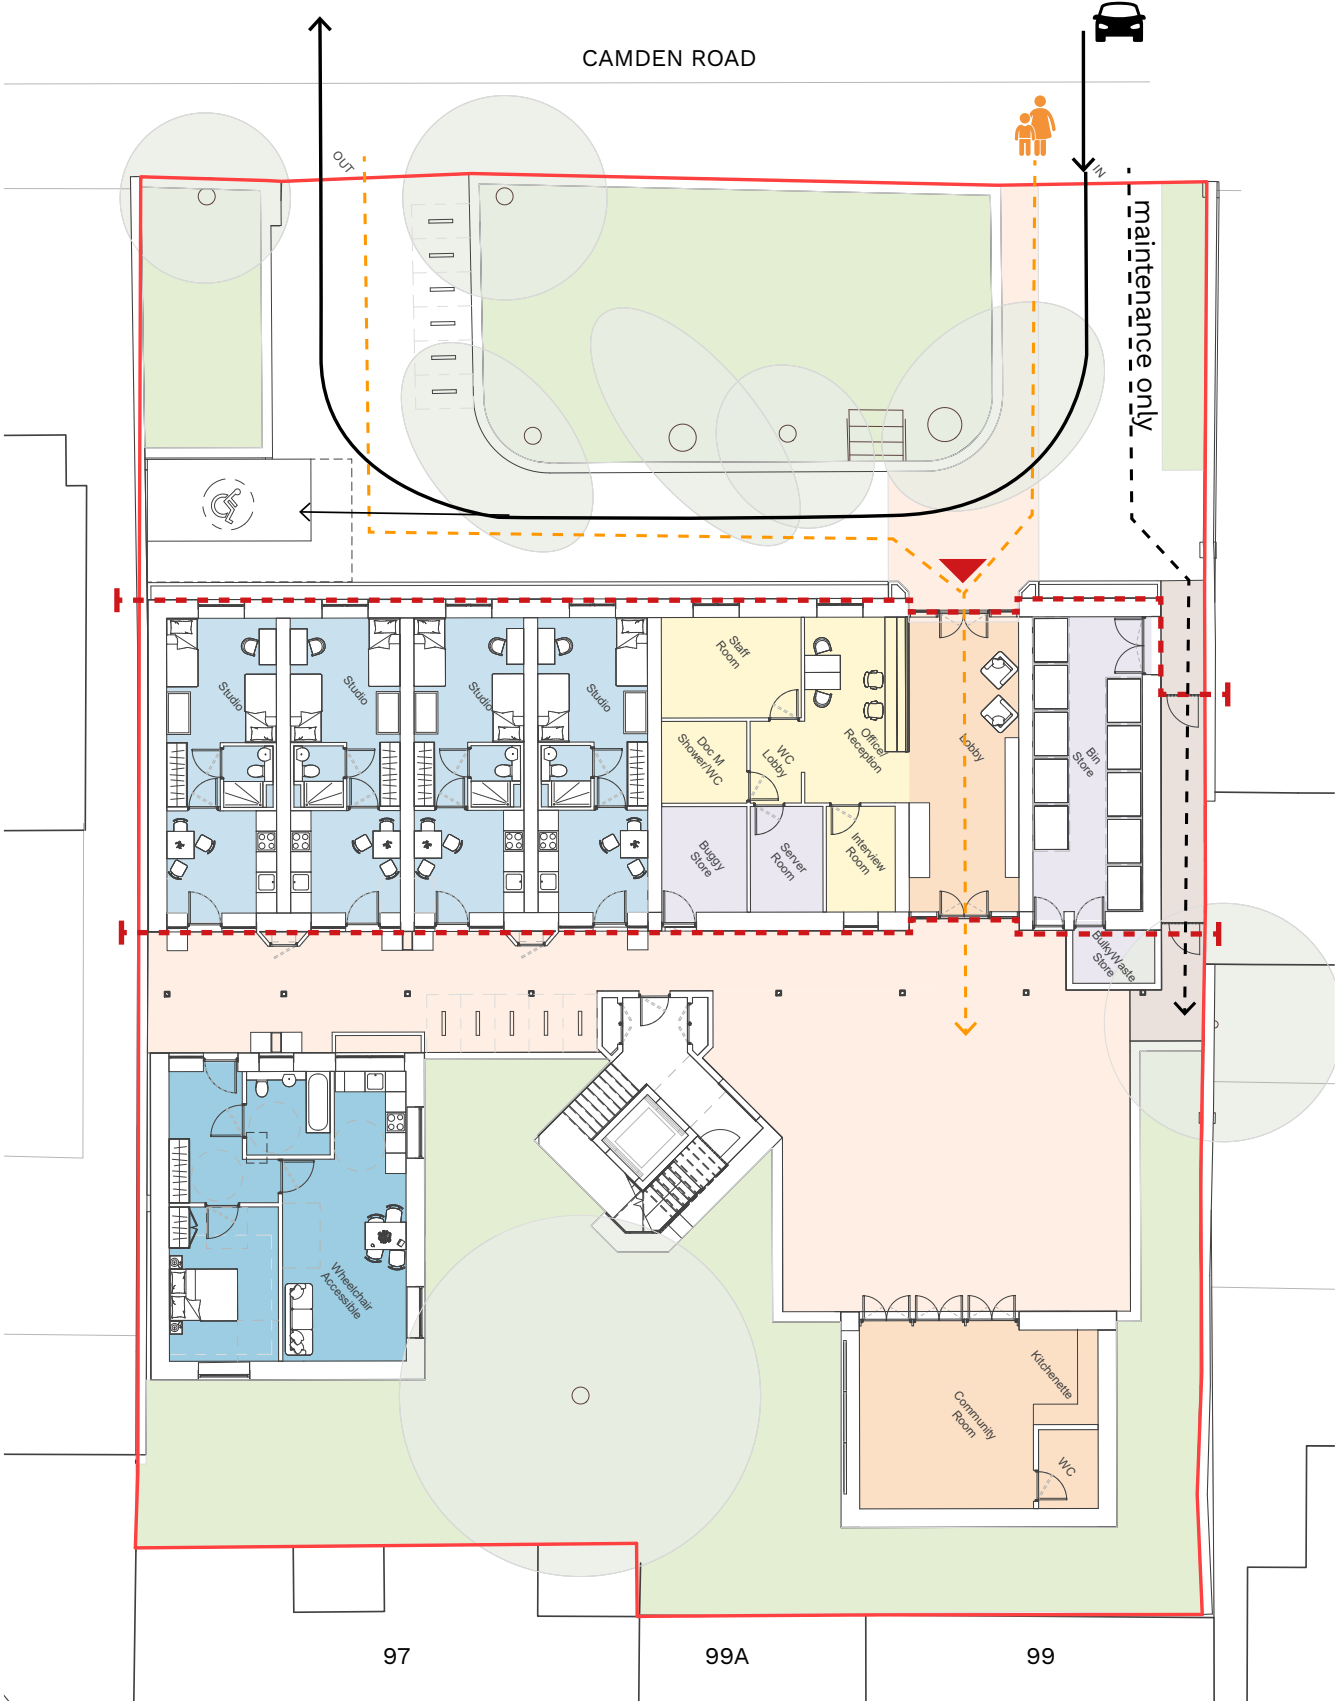 CAMDEN ROAD
OUT
IN
maintenance only
Studio
Studio
Studio
Studio
Staff
Room
Doc M
Shower/WC
WC
Lobby
Office/
Reception
Lobby
Bin
Store
Buggy
Store
Server
Room
Interview
Room
BulkyWaste
Store
Wheelchair
Accessible
Kitchenette
Community
Room
WC
97
99A
99